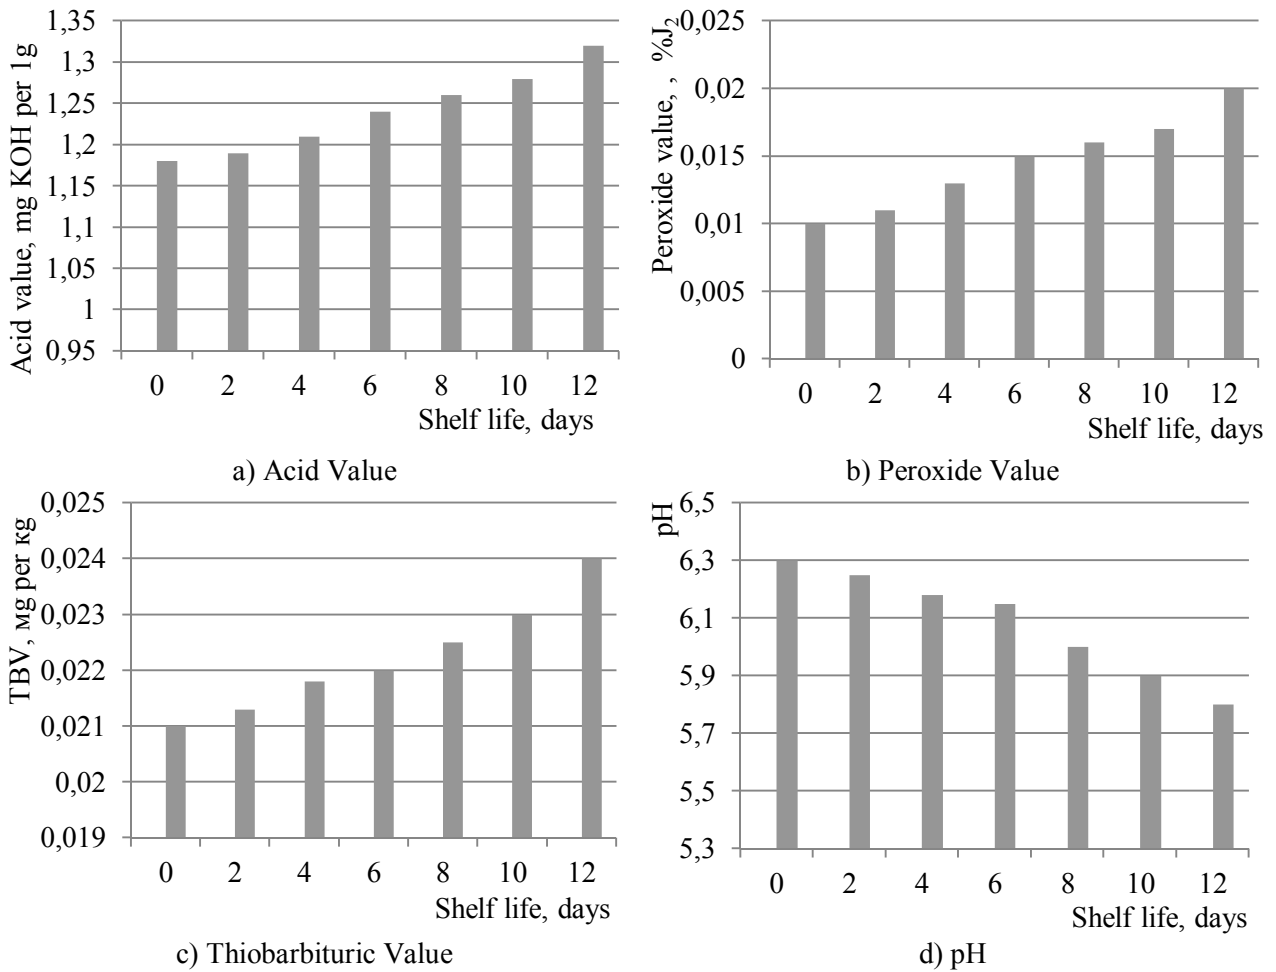 Acid value, mg KOH per 1g
1,35
1,3
1,25
1,2
1,15
1,1
1,05
1
0,95
0 2 4 6 8 10 12
Shelf life, days
a) Acid Value
Peroxide value, , %J₂
0,025
0,02
0,015
0,01
0,005
0
0 2 4 6 8 10 12
Shelf life, days
b) Peroxide Value
TBV, мg per кg
0,025
0,024
0,023
0,022
0,021
0,02
0,019
0 2 4 6 8 10 12
Shelf life, days
c) Thiobarbituric Value
pH
6,5
6,3
6,1
5,9
5,7
5,5
5,3
0 2 4 6 8 10 12
Shelf life, days
d) pH